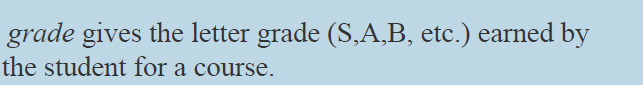 grade gives the letter grade (S,A,B, etc.) earned by
the student for a course.